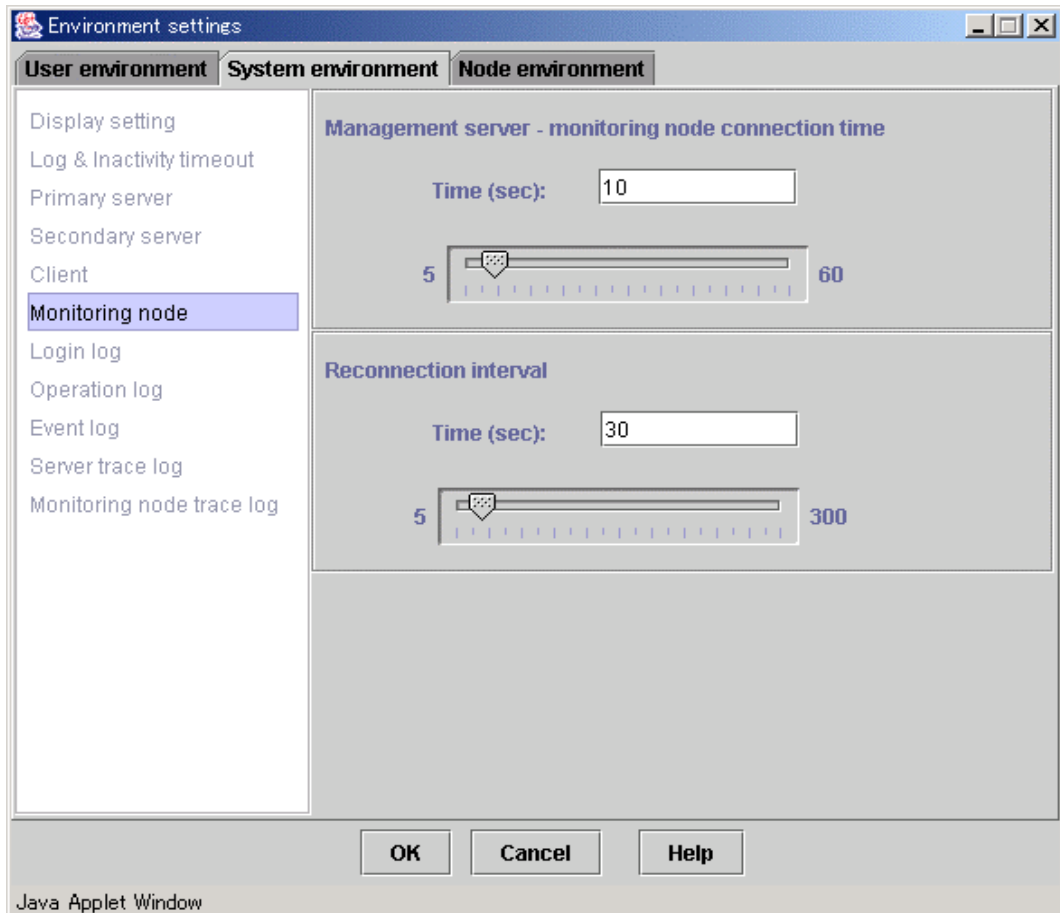 Environment settings
User environment System environment Node environment
Display setting
Log & Inactivity timeout
Primary server
Secondary server
Client
Monitoring node
Login log
Operation log
Event log
Server trace log
Monitoring node trace log
Management server - monitoring node connection time
Time (sec): 10
5 60
Reconnection interval
Time (sec): 30
5 300
OK Cancel Help
Java Applet Window